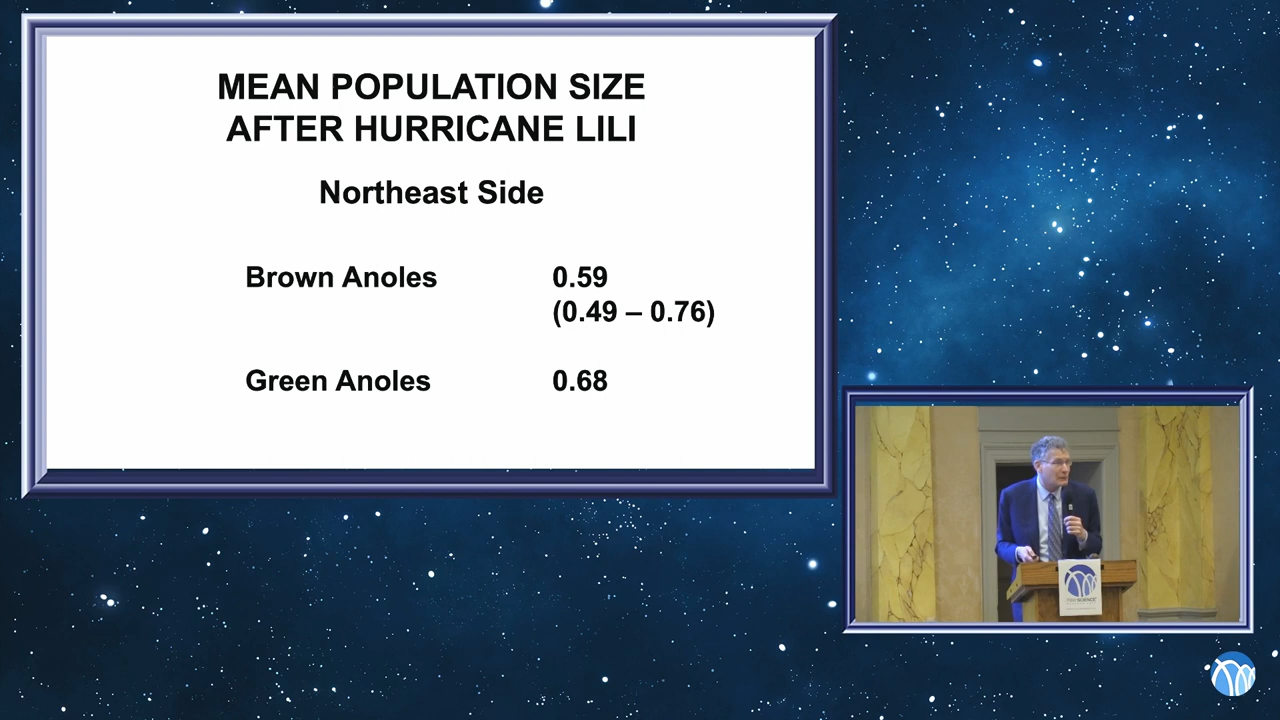 MEAN POPULATION SIZE
AFTER HURRICANE LILI
Northeast Side
Brown Anoles 0.59
(0.49 – 0.76)
Green Anoles 0.68